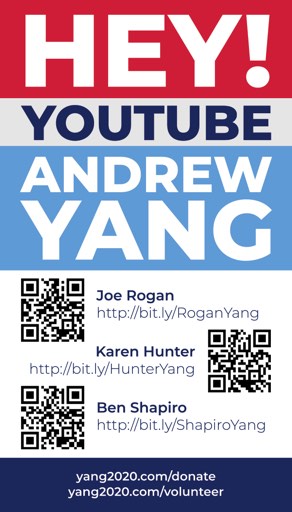 HEY!
YOUTUBE
ANDREW
YANG
Joe Rogan
http://bit.ly/RoganYang
Karen Hunter
http://bit.ly/HunterYang
Ben Shapiro
http://bit.ly/ShapiroYang
yang2020.com/donate
yang2020.com/volunteer